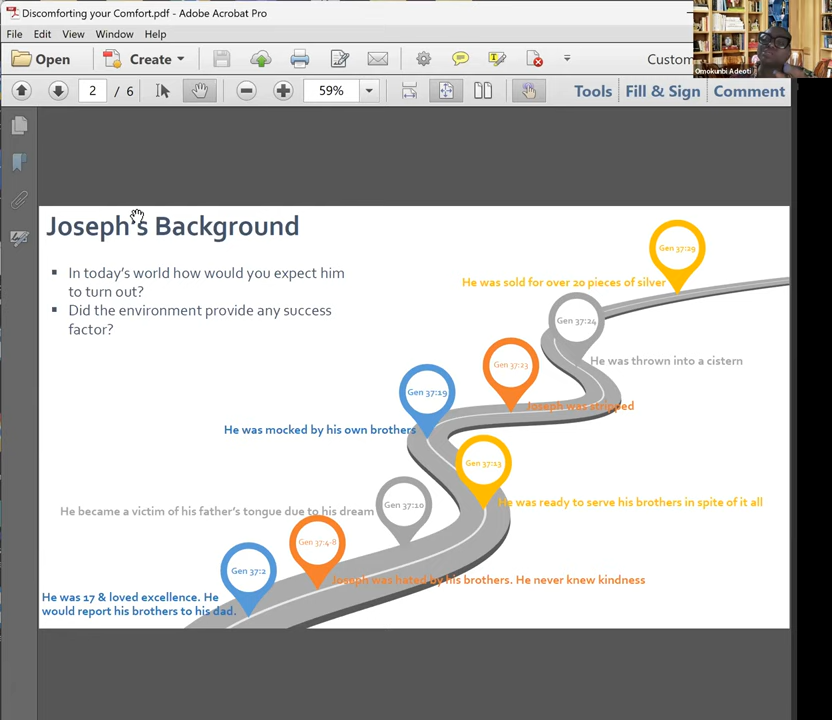 Discomforting your Comfort.pdf - Adobe Acrobat Pro
File Edit View Window Help
Open Create Custom
Omokunbi Adeoti
2 / 6 59% Tools Fill & Sign Comment
Joseph's Background
In today's world how would you expect him
to turn out?
Did the environment provide any success
factor?
Gen 37:29
He was sold for over 20 pieces of silver
Gen 37:24
He was thrown into a cistern
Gen 37:23
Joseph was stripped
Gen 37:19
He was mocked by his own brothers
Gen 37:13
He was ready to serve his brothers in spite of it all
Gen 37:10
He became a victim of his father's tongue due to his dream
Gen 37:4-8
Joseph was hated by his brothers. He never knew kindness
Gen 37:2
He was 17 & loved excellence. He
would report his brothers to his dad.